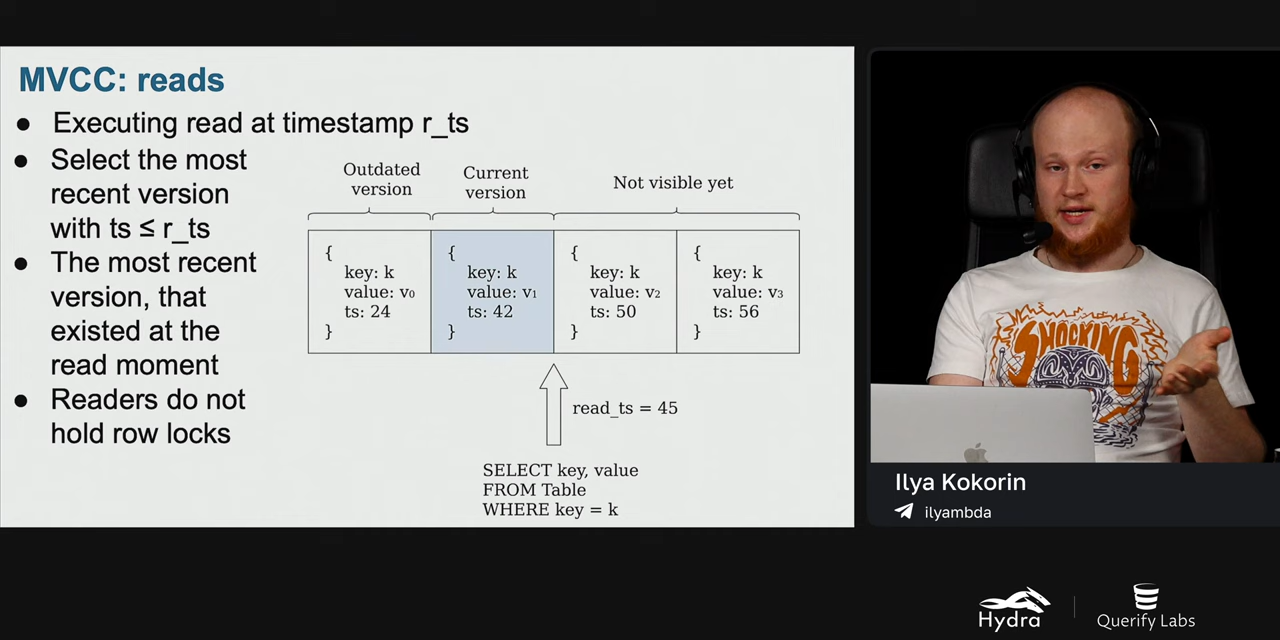 MVCC: reads
● Executing read at timestamp r_ts
● Select the most
recent version
with ts ≤ r_ts
● The most recent
version, that
existed at the
read moment
● Readers do not
hold row locks
Outdated
version
Current
version
Not visible yet
{
key: k
value: v₀
ts: 24
}
{
key: k
value: v₁
ts: 42
}
{
key: k
value: v₂
ts: 50
}
{
key: k
value: v₃
ts: 56
}
read_ts = 45
SELECT key, value
FROM Table
WHERE key = k
SHOCKING
Ilya Kokorin
ilyambda
Hydra
Querify Labs